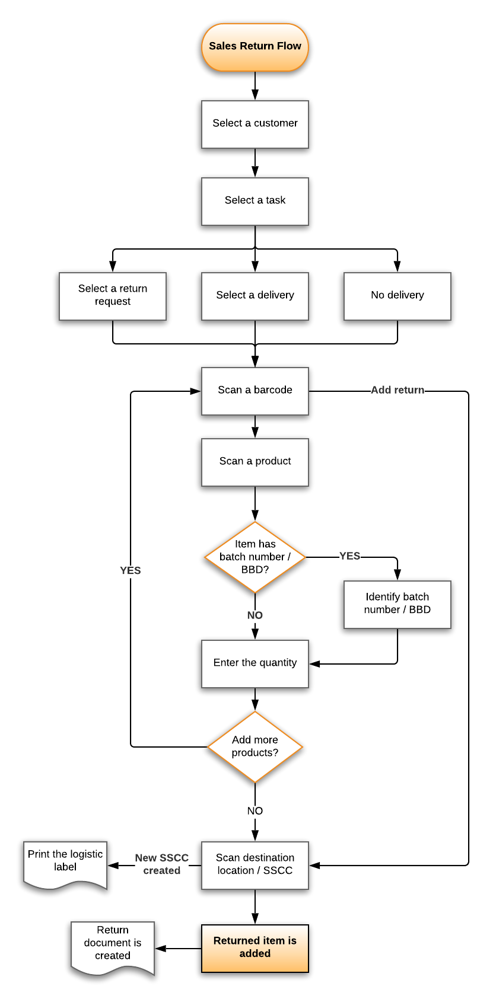 Sales Return Flow
Select a customer
Select a task
Select a return
request
Select a delivery
No delivery
Scan a barcode
Add return
Scan a product
Item has
batch number /
BBD?
YES
YES
Identify batch
number / BBD
NO
Enter the quantity
Add more
products?
NO
Print the logistic
label
New SSCC
created
Scan destination
location / SSCC
Return
document is
created
Returned item is
added